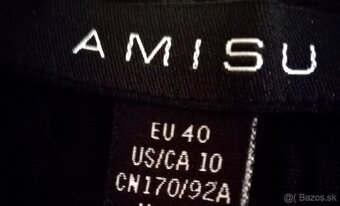 AMISU
EU 40
US/CA 10
CN170/92A
Bazos.sk